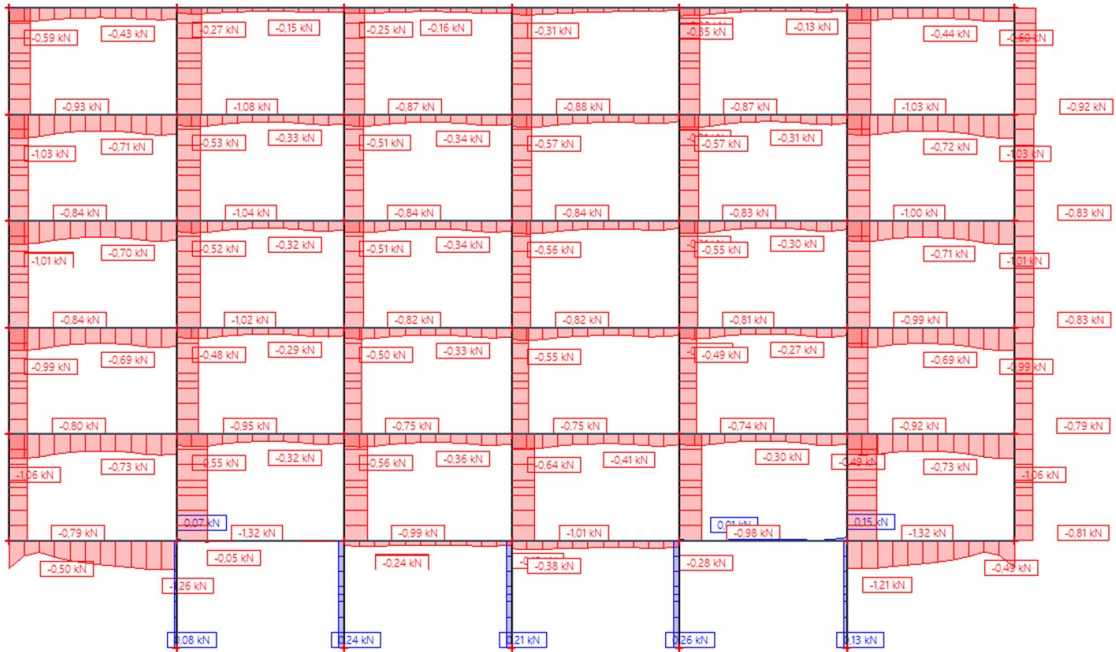 -0,59 kN
-0,43 kN
-0,27 kN
-0,15 kN
-0,25 kN
-0,16 kN
-0,31 kN
-0,35 kN
-0,13 kN
-0,44 kN
-0,60 kN
-0,93 kN
-1,08 kN
-0,87 kN
-0,88 kN
-0,87 kN
-1,03 kN
-0,92 kN
-1,03 kN
-0,71 kN
-0,53 kN
-0,33 kN
-0,51 kN
-0,34 kN
-0,57 kN
-0,57 kN
-0,31 kN
-0,72 kN
-1,03 kN
-0,84 kN
-1,04 kN
-0,84 kN
-0,84 kN
-0,83 kN
-1,00 kN
-0,83 kN
-1,01 kN
-0,70 kN
-0,52 kN
-0,32 kN
-0,51 kN
-0,34 kN
-0,56 kN
-0,55 kN
-0,30 kN
-0,71 kN
-1,01 kN
-0,84 kN
-1,02 kN
-0,82 kN
-0,82 kN
-0,81 kN
-0,99 kN
-0,83 kN
-0,99 kN
-0,69 kN
-0,48 kN
-0,29 kN
-0,50 kN
-0,33 kN
-0,55 kN
-0,49 kN
-0,27 kN
-0,69 kN
-0,99 kN
-0,80 kN
-0,95 kN
-0,75 kN
-0,75 kN
-0,74 kN
-0,92 kN
-0,79 kN
-1,06 kN
-0,73 kN
-0,55 kN
-0,32 kN
-0,56 kN
-0,36 kN
-0,64 kN
-0,41 kN
-0,30 kN
-0,49 kN
-0,73 kN
-1,06 kN
0,07 kN
0,01 kN
0,15 kN
-0,79 kN
-1,32 kN
-0,99 kN
-1,01 kN
-0,98 kN
-1,32 kN
-0,81 kN
-0,50 kN
-0,05 kN
-0,24 kN
-0,38 kN
-0,28 kN
-0,49 kN
-1,26 kN
-1,21 kN
0,08 kN
0,24 kN
0,21 kN
0,26 kN
0,13 kN